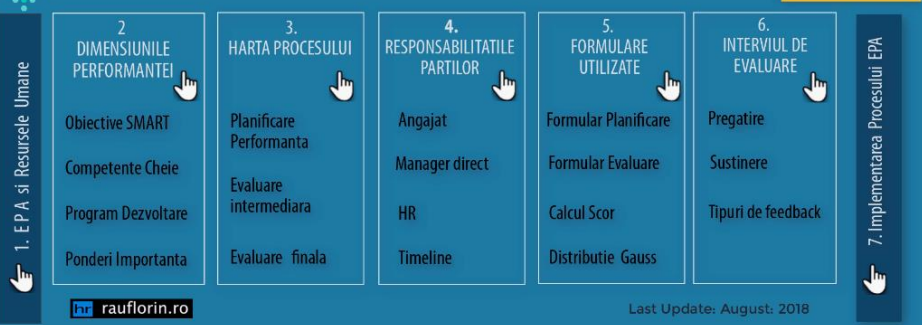 1. E P A si Resursele Umane
2
DIMENSIUNILE
PERFORMANTEI
Obiective SMART
Competente Cheie
Program Dezvoltare
Ponderi Importanta
3.
HARTA PROCESULUI
Planificare
Performanta
Evaluare
intermediara
Evaluare finala
4.
RESPONSABILITATILE
PARTILOR
Angajat
Manager direct
HR
Timeline
5.
FORMULARE
UTILIZATE
Formular Planificare
Formular Evaluare
Calcul Scor
Distributie Gauss
6.
INTERVIUL DE
EVALUARE
Pregatire
Sustinere
Tipuri de feedback
7. Implementarea Procesului EPA
hr rauflorin.ro
Last Update: August: 2018